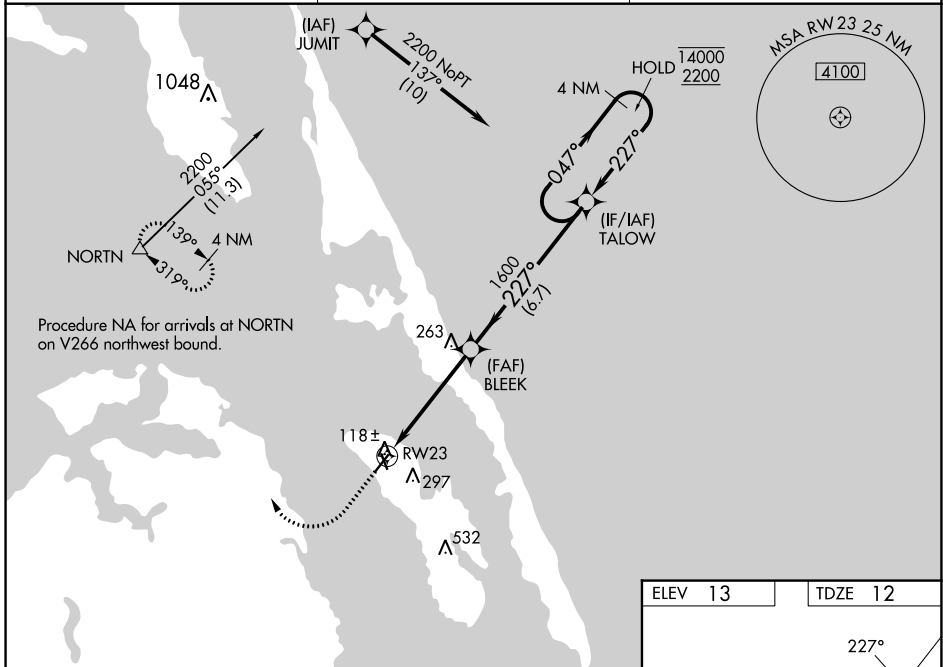 (IAF)
JUMIT
2200 NoPT
137°
(10)
1048
2200
055°
(11.3)
NORTN
139°
4 NM
319°
Procedure NA for arrivals at NORTN
on V266 northwest bound.
HOLD
14000
2200
4 NM
047°
227°
(IF/IAF)
TALOW
MSA RW23 25 NM
4100
1600
227°
(6.7)
263
(FAF)
BLEEK
118±
RW23
297
532
ELEV 13
TDZE 12
227°